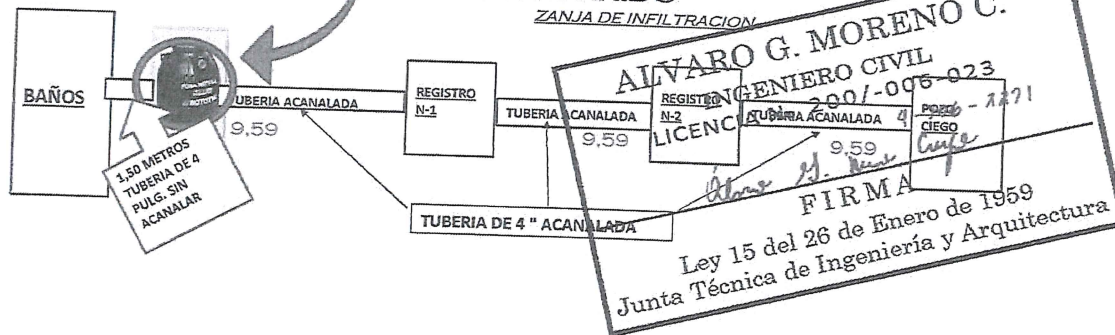 ZANJA DE INFILTRACION
ALVARO G. MORENO C.
INGENIERO CIVIL
200/-006-023
LICENCIA
BAÑOS
TUBERIA ACANALADA
9,59
REGISTRO
N-1
TUBERIA ACANALADA
9,59
REGISTRO
N-2
TUBERIA ACANALADA
9,59
POZO
CIEGO
1,50 METROS
TUBERIA DE 4
PULG. SIN
ACANALAR
TUBERIA DE 4 " ACANALADA
FIRMA
Ley 15 del 26 de Enero de 1959
Junta Técnica de Ingeniería y Arquitectura